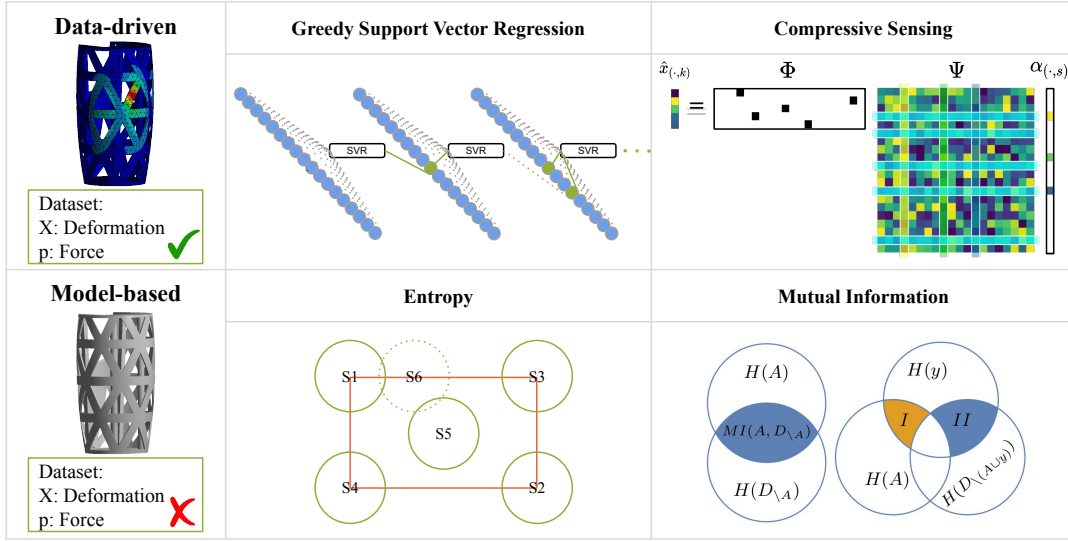 Data-driven
Dataset:
X: Deformation
p: Force
Greedy Support Vector Regression
SVR
SVR
SVR
Compressive Sensing
x̂(·,k)
=
Φ
Ψ
α(·,s)
Model-based
Dataset:
X: Deformation
p: Force
Entropy
S1
S6
S3
S5
S4
S2
Mutual Information
H(A)
MI(A, D\A)
H(D\A)
H(y)
I
II
H(A)
H(D\(A∪y))